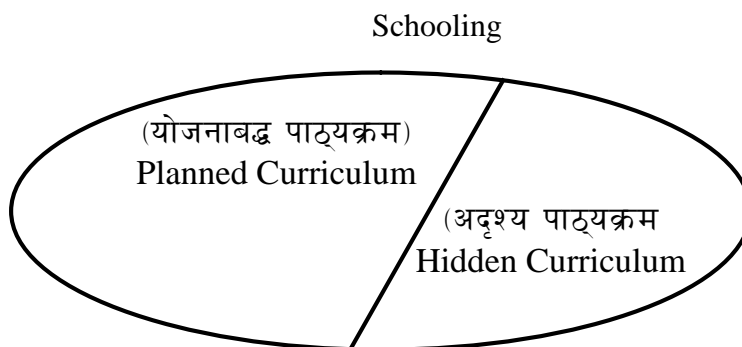 Schooling
(योजनाबद्ध पाठ्यक्रम)
Planned Curriculum
(अदृश्य पाठ्यक्रम
Hidden Curriculum